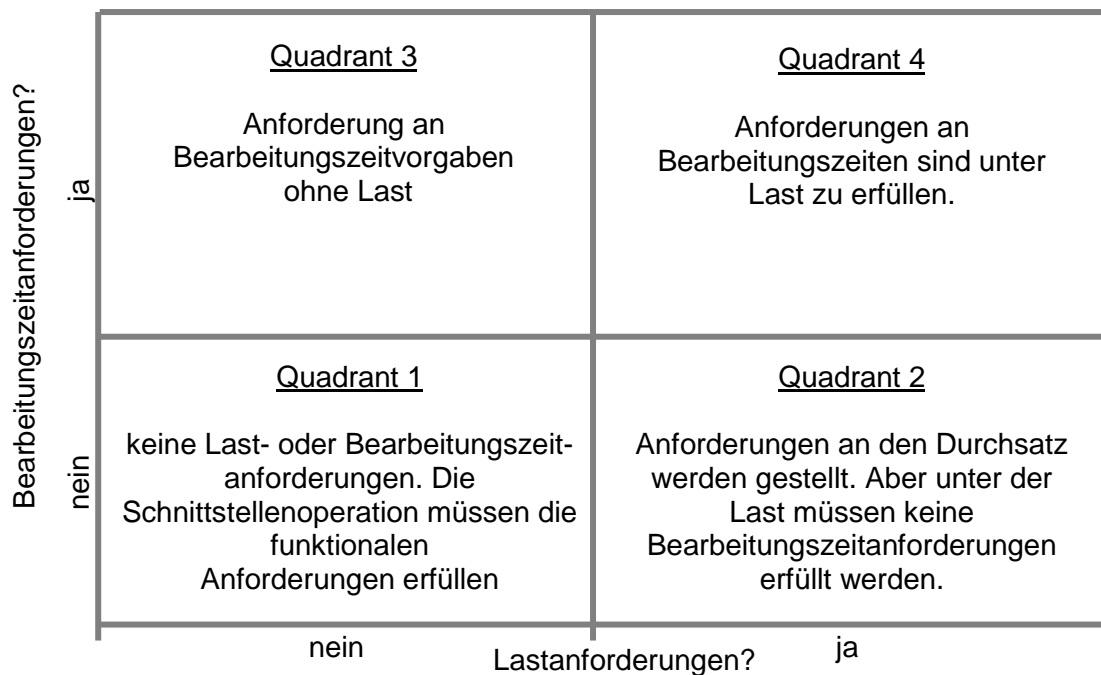 Quadrant 3
Anforderung an
Bearbeitungszeitvorgaben
ohne Last
Quadrant 4
Anforderungen an
Bearbeitungszeiten sind unter
Last zu erfüllen.
Bearbeitungszeitanforderungen?
ja
nein
Quadrant 1
keine Last- oder Bearbeitungszeit-
anforderungen. Die
Schnittstellenoperation müssen die
funktionalen
Anforderungen erfüllen
Quadrant 2
Anforderungen an den Durchsatz
werden gestellt. Aber unter der
Last müssen keine
Bearbeitungszeitanforderungen
erfüllt werden.
nein
Lastanforderungen?
ja